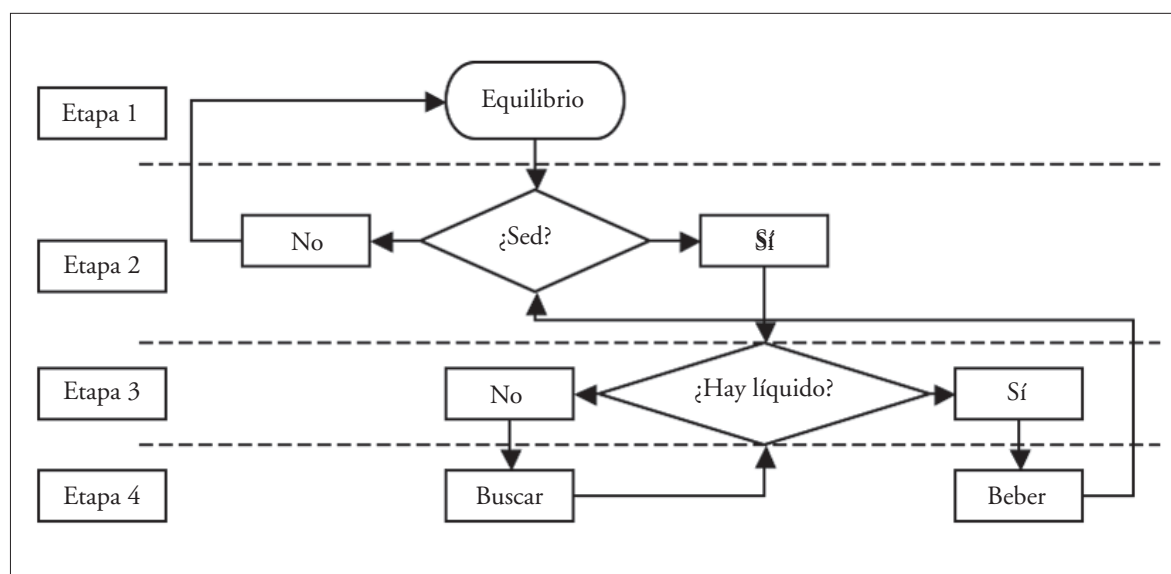 Etapa 1
Equilibrio
Etapa 2
No
¿Sed?
Sí
Etapa 3
No
¿Hay líquido?
Sí
Etapa 4
Buscar
Beber